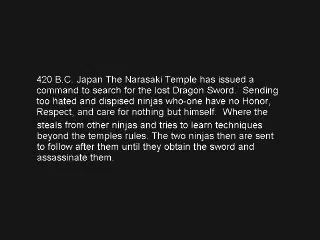 420 B.C. Japan The Narasaki Temple has issued a
command to search for the lost Dragon Sword.  Sending
too hated and dispised ninjas who-one have no Honor,
Respect, and care for nothing but himself.  Where the
steals from other ninjas and tries to learn techniques
beyond the temples rules. The two ninjas then are sent
to follow after them until they obtain the sword and
assassinate them.